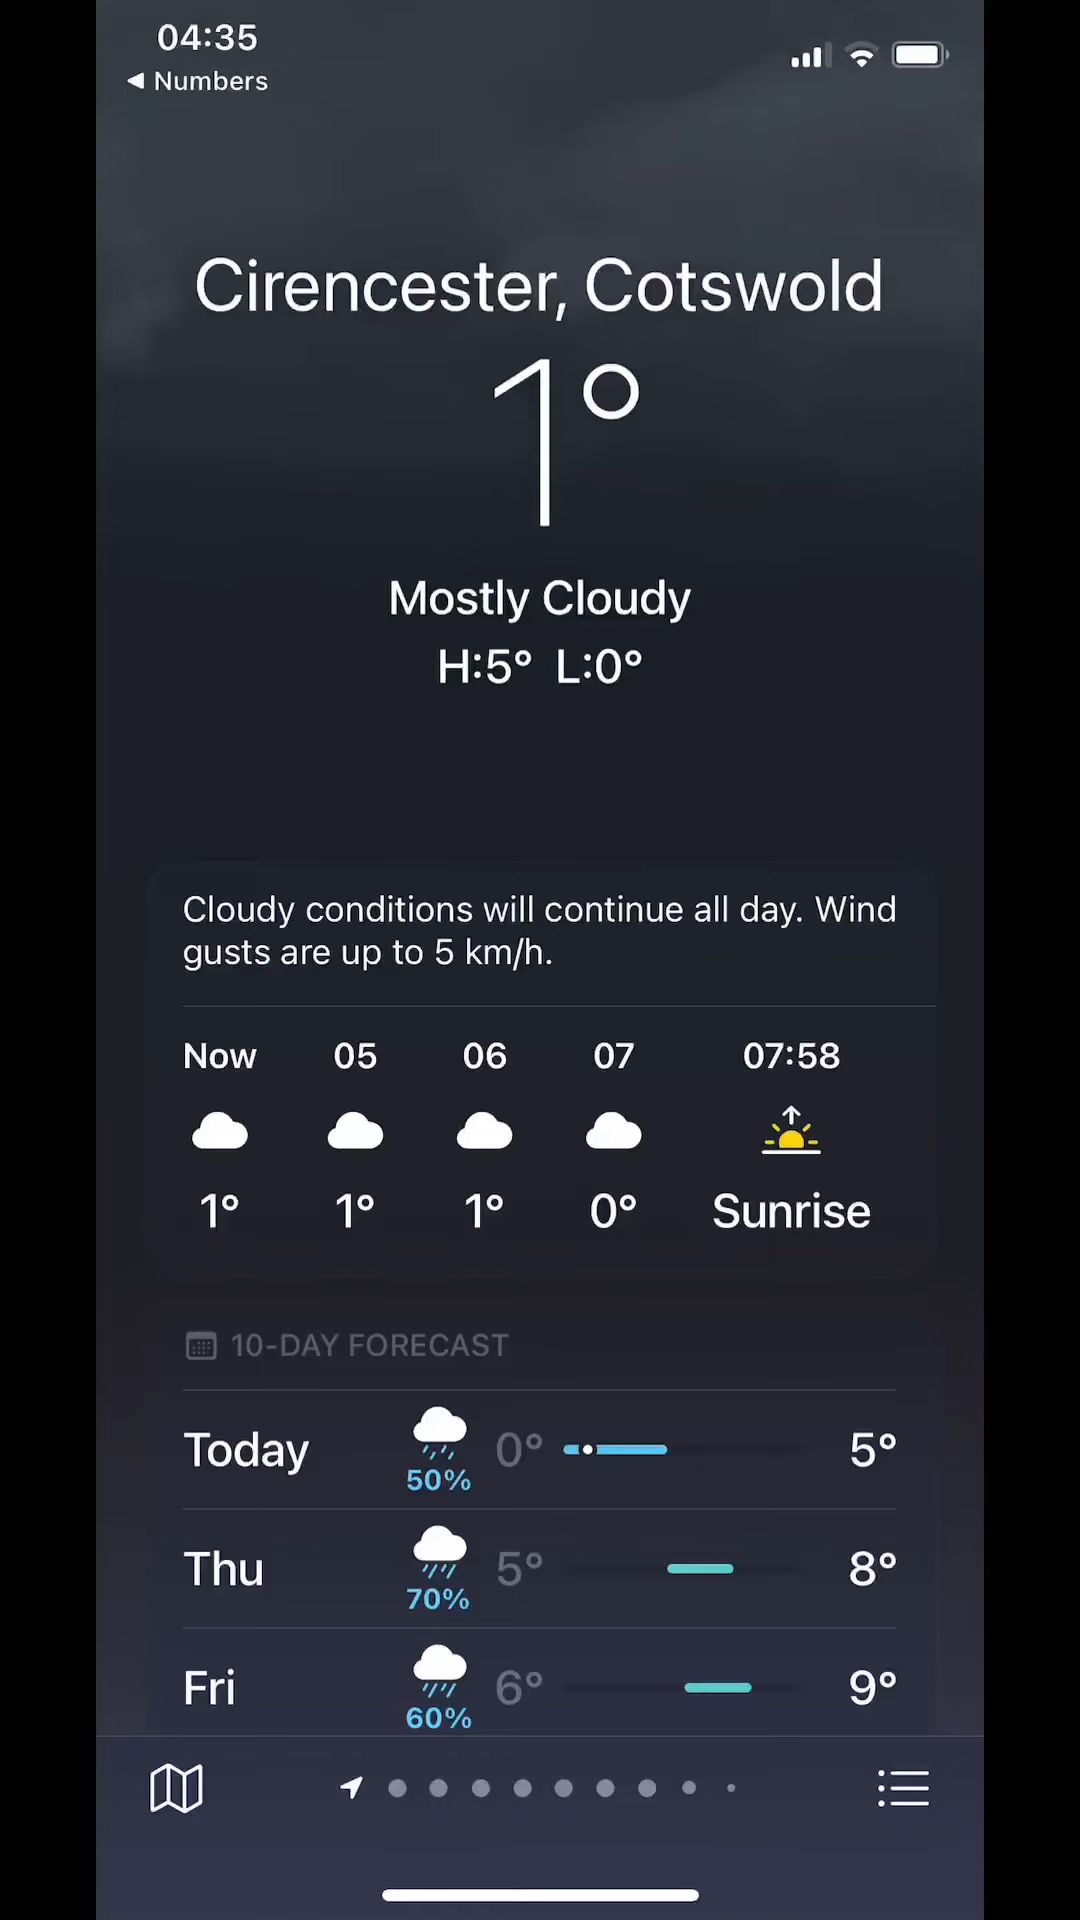 04:35
◀ Numbers
Cirencester, Cotswold
1°
Mostly Cloudy
H:5° L:0°
Cloudy conditions will continue all day. Wind
gusts are up to 5 km/h.
Now 05 06 07 07:58
1° 1° 1° 0° Sunrise
10-DAY FORECAST
Today 50% 0° 5°
Thu 70% 5° 8°
Fri 60% 6° 9°